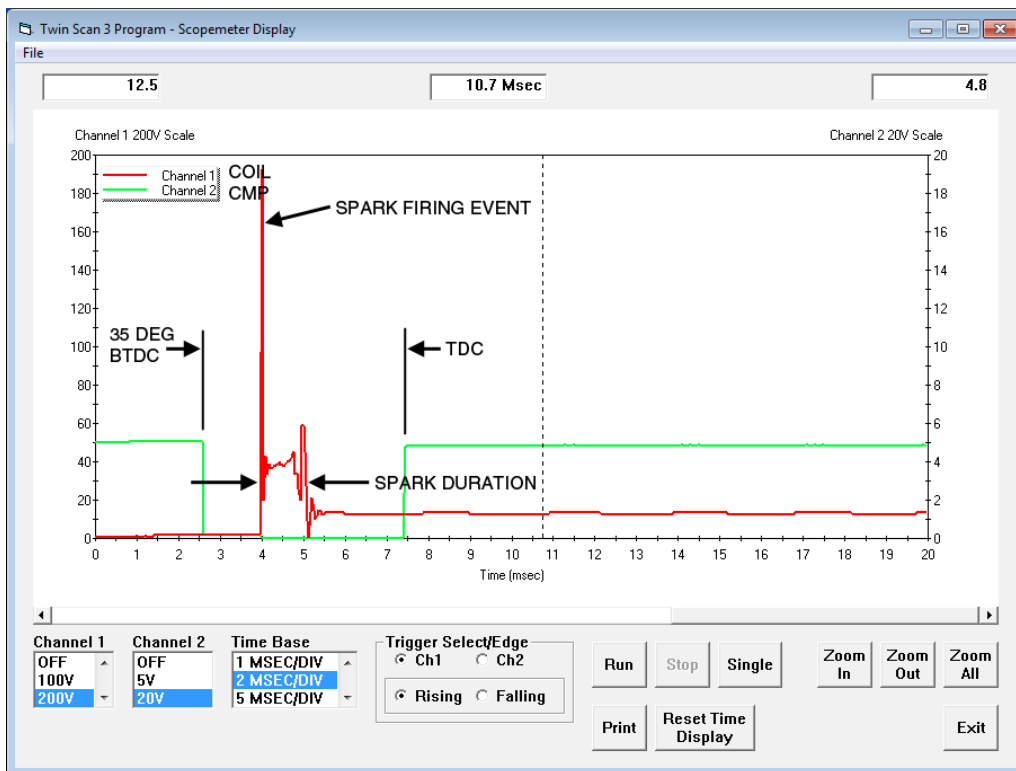 Twin Scan 3 Program - Scopemeter Display
File
12.5
10.7 Msec
4.8
Channel 1 200V Scale
Channel 2 20V Scale
200
180
160
140
120
100
80
60
40
20
0
Channel 1
Channel 2
COIL
CMP
SPARK FIRING EVENT
35 DEG
BTDC
TDC
SPARK DURATION
20
18
16
14
12
10
8
6
4
2
0
0 1 2 3 4 5 6 7 8 9 10 11 12 13 14 15 16 17 18 19 20
Time (msec)
Channel 1
OFF
100V
200V
Channel 2
OFF
5V
20V
Time Base
1 MSEC/DIV
2 MSEC/DIV
5 MSEC/DIV
Trigger Select/Edge
Ch1 Ch2
Rising Falling
Run
Stop
Single
Zoom
In
Zoom
Out
Zoom
All
Print
Reset Time
Display
Exit